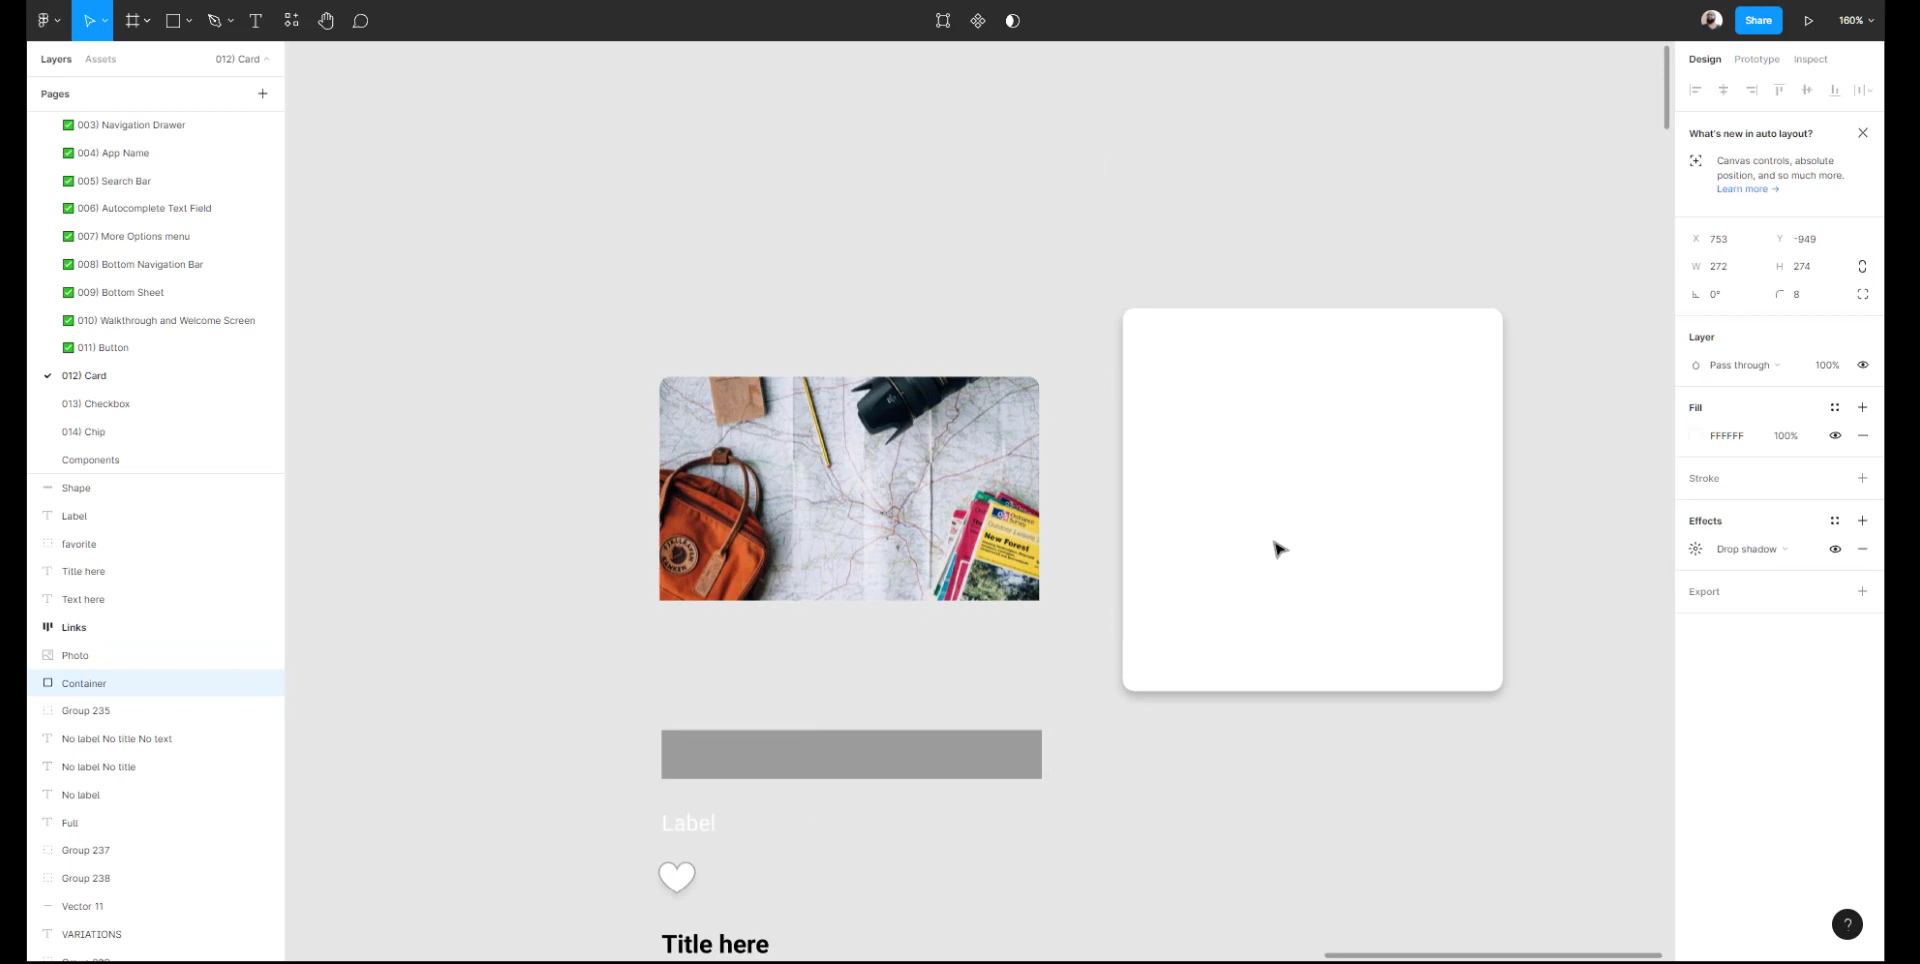 Share
160%
Layers
Assets
012) Card
Pages
003) Navigation Drawer
004) App Name
005) Search Bar
006) Autocomplete Text Field
007) More Options menu
008) Bottom Navigation Bar
009) Bottom Sheet
010) Walkthrough and Welcome Screen
011) Button
012) Card
013) Checkbox
014) Chip
Components
Shape
Label
favorite
Title here
Text here
Links
Photo
Container
Group 235
No label No title No text
No label No title
No label
Full
Group 237
Group 238
Vector 11
VARIATIONS
New Forest
Label
Title here
Design
Prototype
Inspect
What's new in auto layout?
Canvas controls, absolute
position, and so much more.
Learn more →
X 753
Y -949
W 272
H 274
0°
8
Layer
Pass through
100%
Fill
FFFFFF
100%
Stroke
Effects
Drop shadow
Export
?